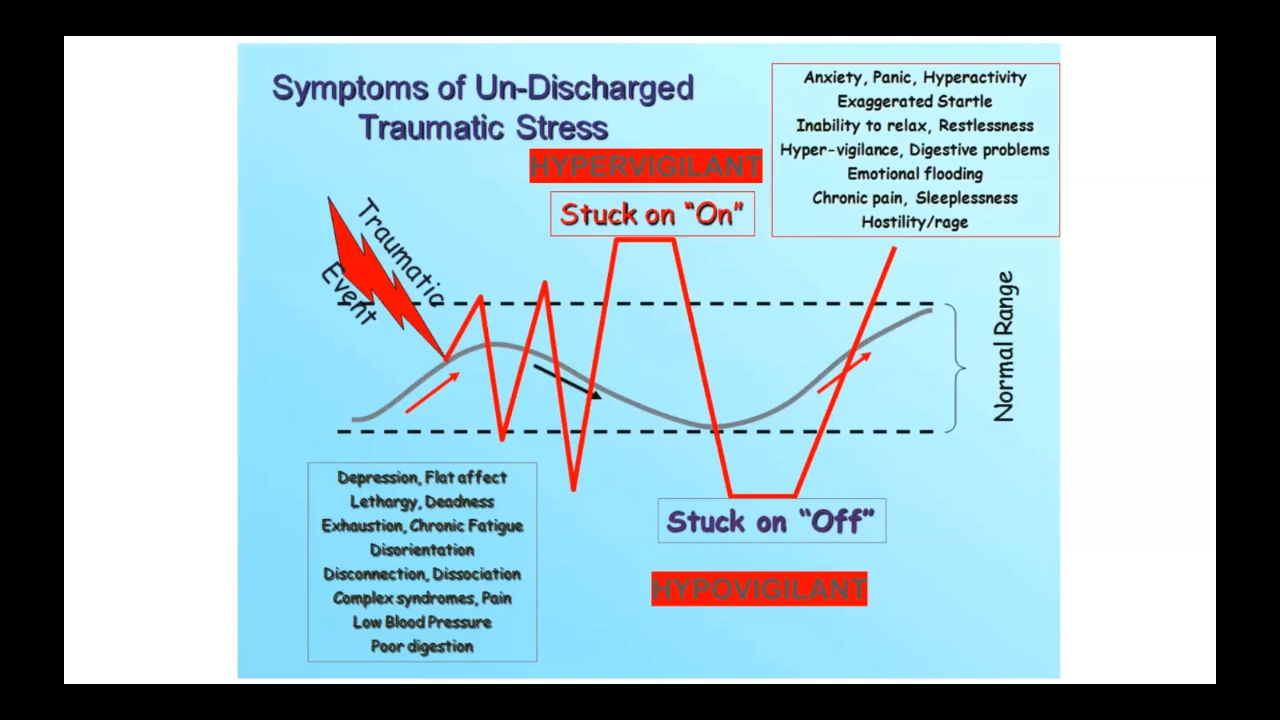 Symptoms of Un-Discharged
Traumatic Stress
HYPERVIGILANT
Stuck on “On”
Anxiety, Panic, Hyperactivity
Exaggerated Startle
Inability to relax, Restlessness
Hyper-vigilance, Digestive problems
Emotional flooding
Chronic pain, Sleeplessness
Hostility/rage
Traumatic
Event
Normal Range
Depression, Flat affect
Lethargy, Deadness
Exhaustion, Chronic Fatigue
Disorientation
Disconnection, Dissociation
Complex syndromes, Pain
Low Blood Pressure
Poor digestion
Stuck on “Off”
HYPOVIGILANT